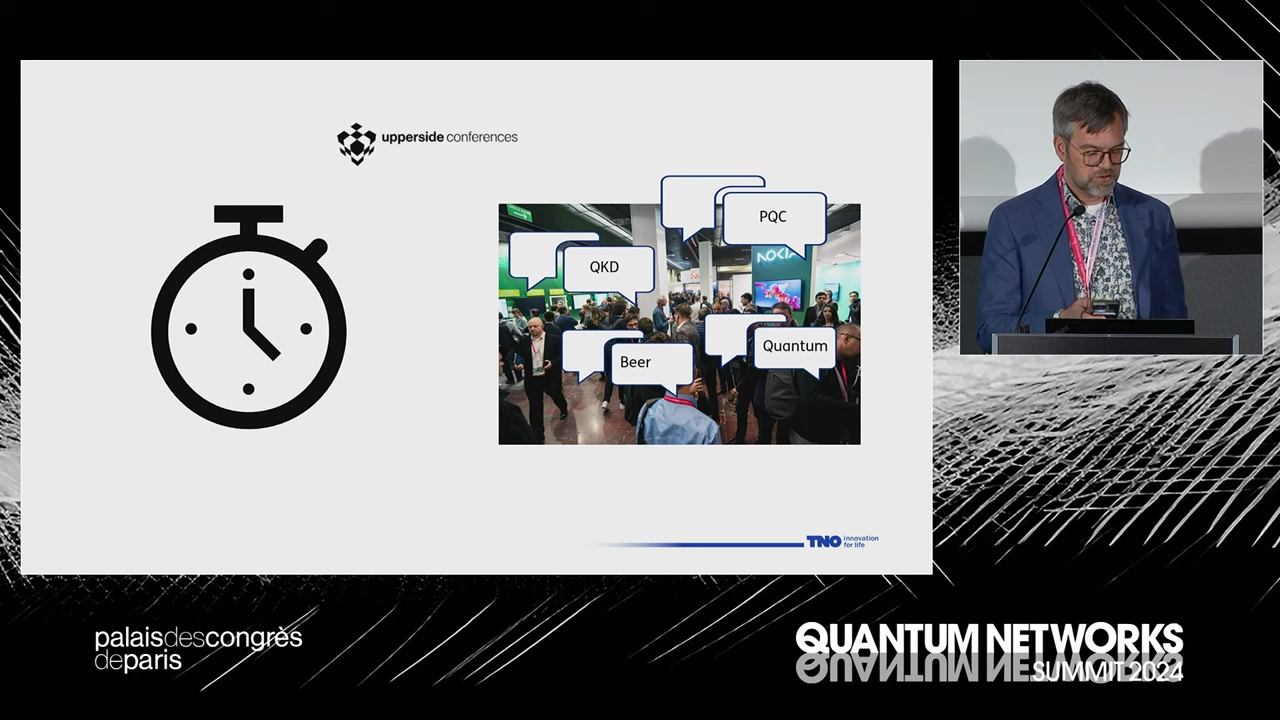 upperside conferences
PQC
QKD
NOKIA
Quantum
Beer
TNO innovation
for life
palaisdescongrès
deparis
QUANTUM NETWORKS
SUMMIT 2024